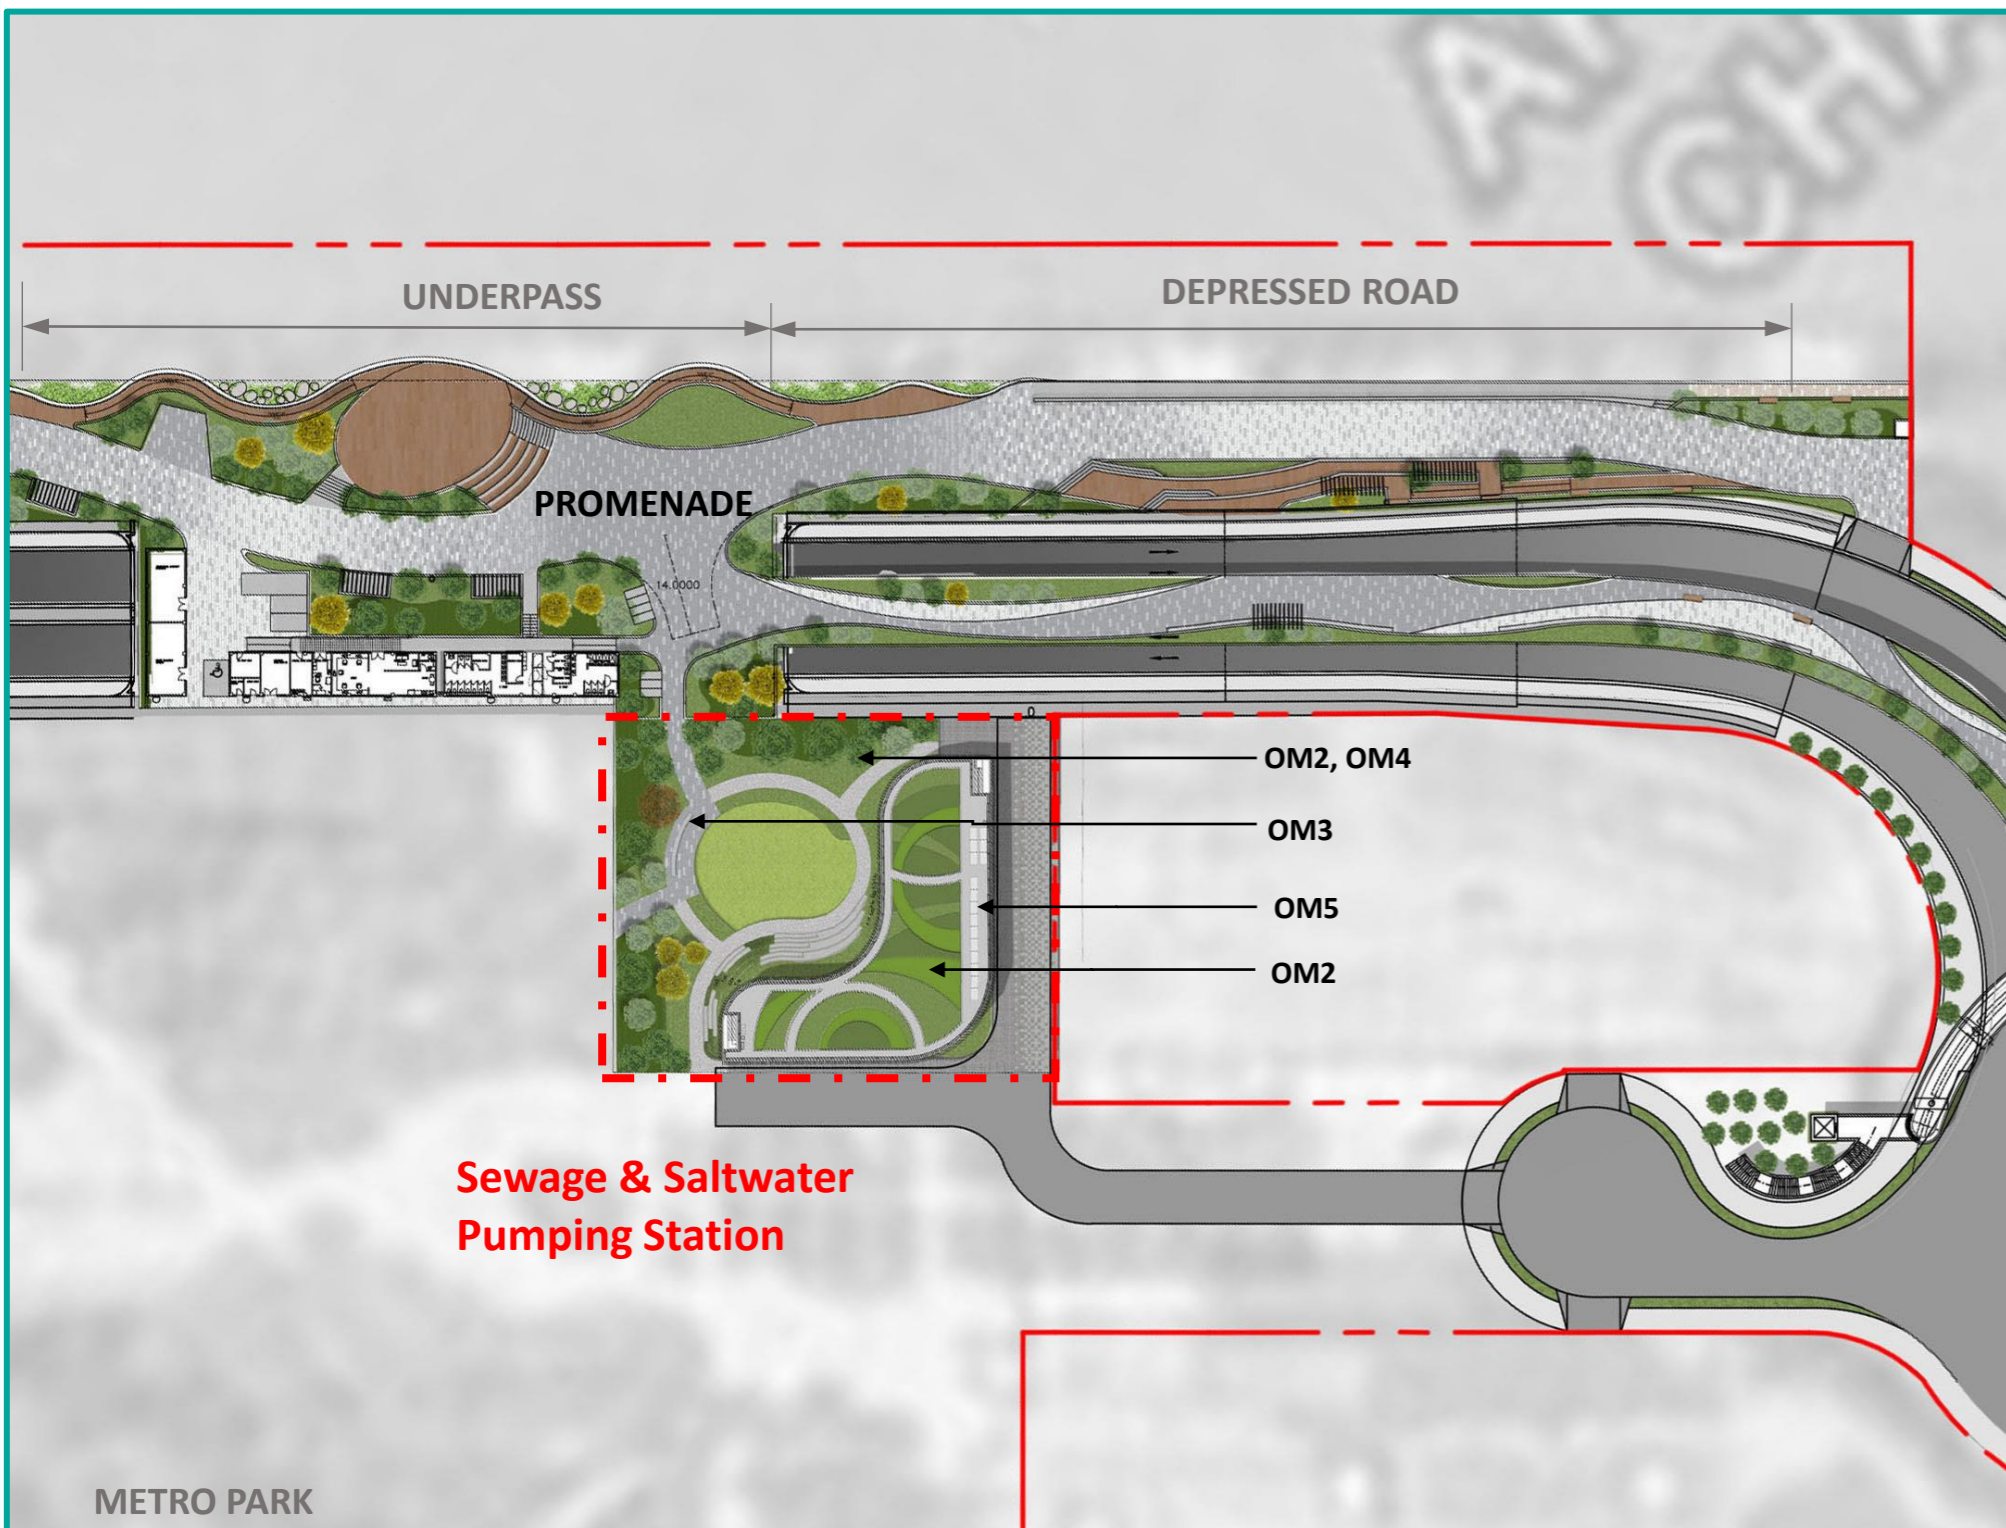 UNDERPASS
DEPRESSED ROAD
PROMENADE
14.0000
OM2, OM4
OM3
OM5
OM2
Sewage & Saltwater
Pumping Station
METRO PARK